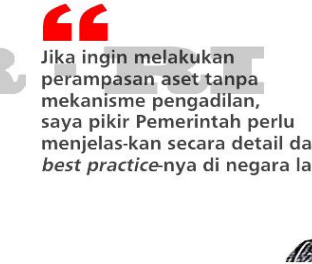 Jika ingin melakukan
perampasan aset tanpa
mekanisme pengadilan,
saya pikir Pemerintah perlu
menjelas-kan secara detail da
best practice-nya di negara la